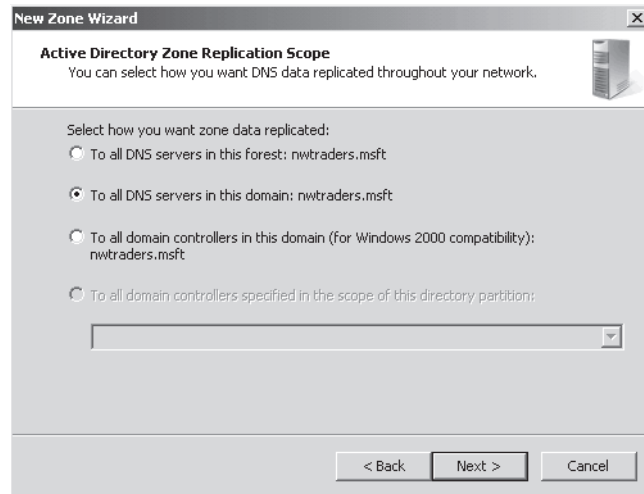 New Zone Wizard
Active Directory Zone Replication Scope
You can select how you want DNS data replicated throughout your network.
Select how you want zone data replicated:
To all DNS servers in this forest: nwtraders.msft
To all DNS servers in this domain: nwtraders.msft
To all domain controllers in this domain (for Windows 2000 compatibility):
nwtraders.msft
To all domain controllers specified in the scope of this directory partition:
< Back
Next >
Cancel